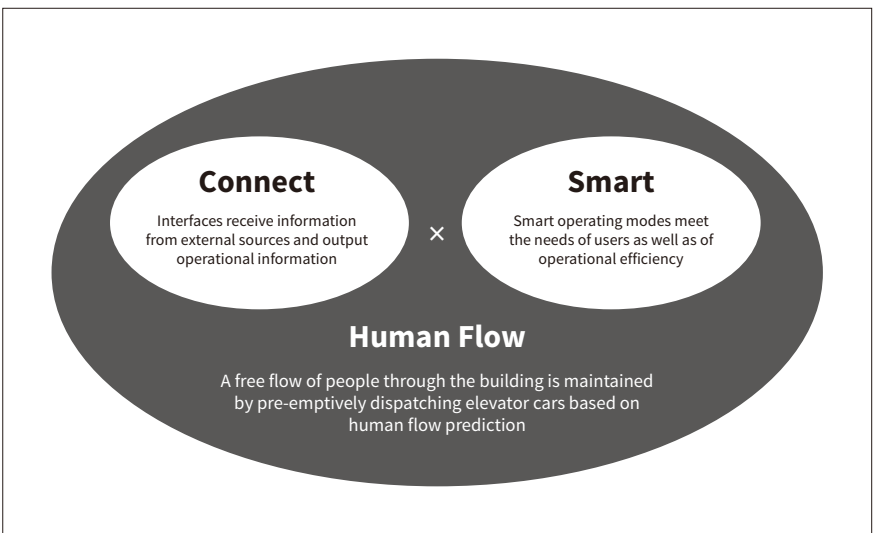 Connect
Interfaces receive information
from external sources and output
operational information
×
Smart
Smart operating modes meet
the needs of users as well as of
operational efficiency
Human Flow
A free flow of people through the building is maintained
by pre-emptively dispatching elevator cars based on
human flow prediction